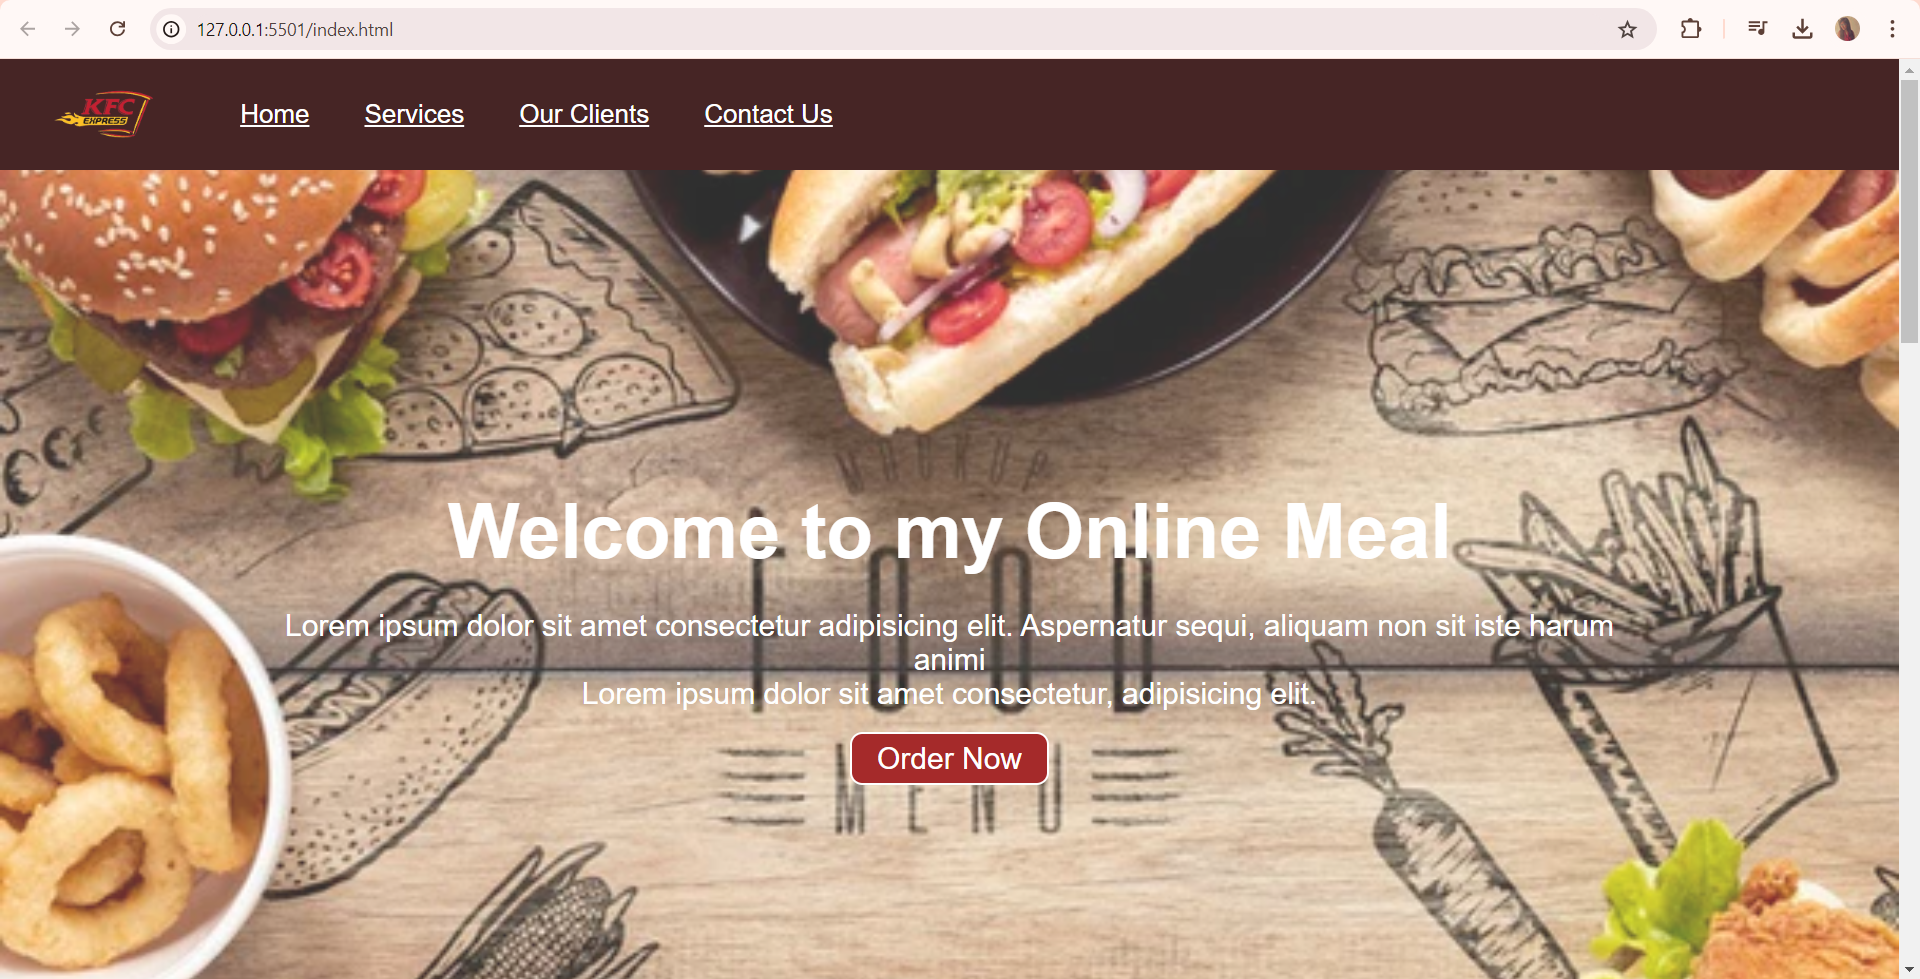 127.0.0.1:5501/index.html
KFC
EXPRESS
Home Services Our Clients Contact Us
MOCKUP
Welcome to my Online Meal
FOOD
Lorem ipsum dolor sit amet consectetur adipisicing elit. Aspernatur sequi, aliquam non sit iste harum
animi
Lorem ipsum dolor sit amet consectetur, adipisicing elit.
Order Now
MENU